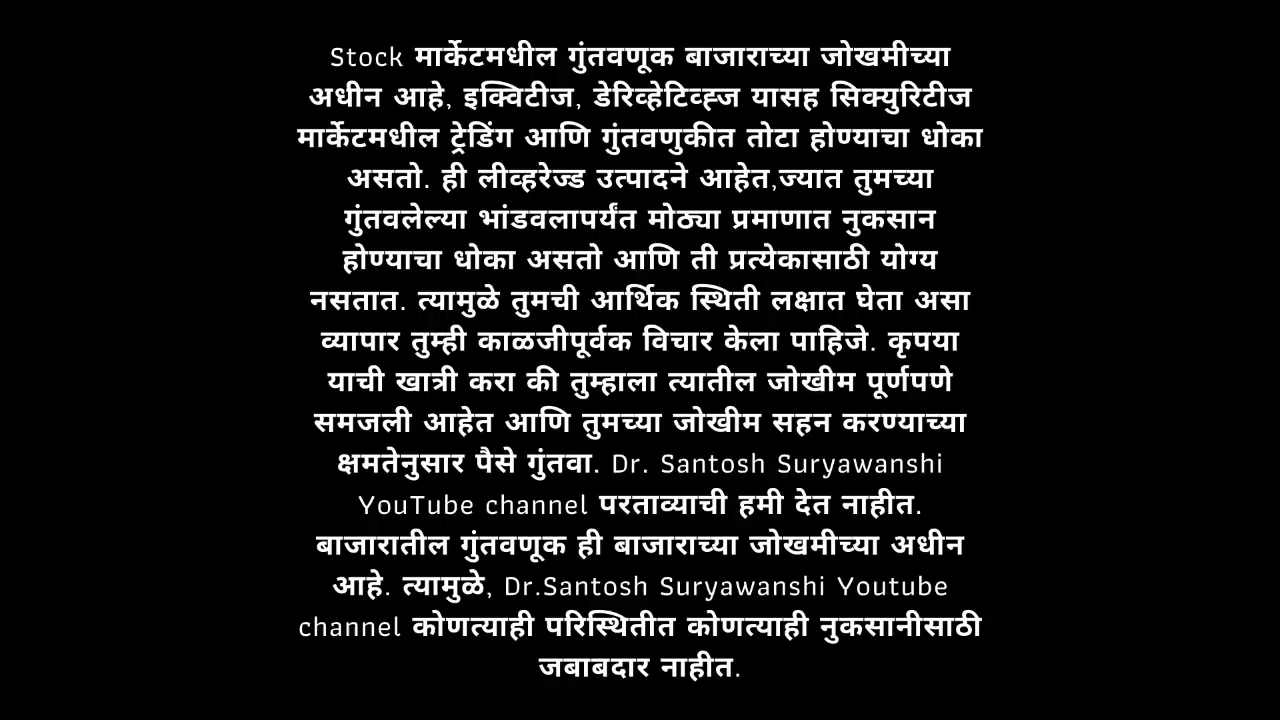 Stock मार्केटमधील गुंतवणूक बाजाराच्या जोखमीच्या
अधीन आहे, इक्विटीज, डेरिव्हेटिव्ह्ज यासह सिक्युरिटीज
मार्केटमधील ट्रेडिंग आणि गुंतवणुकीत तोटा होण्याचा धोका
असतो. ही लीव्हरेज्ड उत्पादने आहेत,ज्यात तुमच्या
गुंतवलेल्या भांडवलापर्यंत मोठ्या प्रमाणात नुकसान
होण्याचा धोका असतो आणि ती प्रत्येकासाठी योग्य
नसतात. त्यामुळे तुमची आर्थिक स्थिती लक्षात घेता असा
व्यापार तुम्ही काळजीपूर्वक विचार केला पाहिजे. कृपया
याची खात्री करा की तुम्हाला त्यातील जोखीम पूर्णपणे
समजली आहेत आणि तुमच्या जोखीम सहन करण्याच्या
क्षमतेनुसार पैसे गुंतवा. Dr. Santosh Suryawanshi
YouTube channel परताव्याची हमी देत नाहीत.
बाजारातील गुंतवणूक ही बाजाराच्या जोखमीच्या अधीन
आहे. त्यामुळे, Dr.Santosh Suryawanshi Youtube
channel कोणत्याही परिस्थितीत कोणत्याही नुकसानीसाठी
जबाबदार नाहीत.